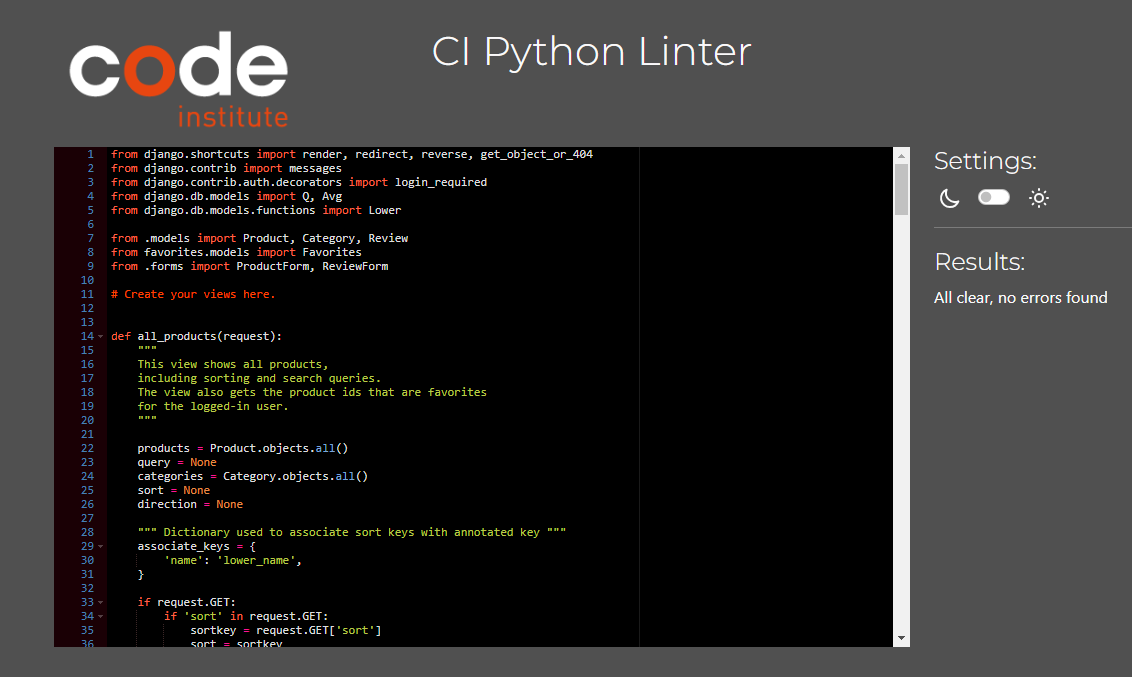 code
institute
CI Python Linter
1 from django.shortcuts import render, redirect, reverse, get_object_or_404
2 from django.contrib import messages
3 from django.contrib.auth.decorators import login_required
4 from django.db.models import Q, Avg
5 from django.db.models.functions import Lower
6
7 from .models import Product, Category, Review
8 from favorites.models import Favorites
9 from .forms import ProductForm, ReviewForm
10
11 # Create your views here.
12
13
14 def all_products(request):
15     """
16     This view shows all products,
17     including sorting and search queries.
18     The view also gets the product ids that are favorites
19     for the logged-in user.
20     """
21
22     products = Product.objects.all()
23     query = None
24     categories = Category.objects.all()
25     sort = None
26     direction = None
27
28     """ Dictionary used to associate sort keys with annotated key """
29     associate_keys = {
30         'name': 'lower_name',
31     }
32
33     if request.GET:
34         if 'sort' in request.GET:
35             sortkey = request.GET['sort']
36             sort = sortkey
Settings:
Results:
All clear, no errors found